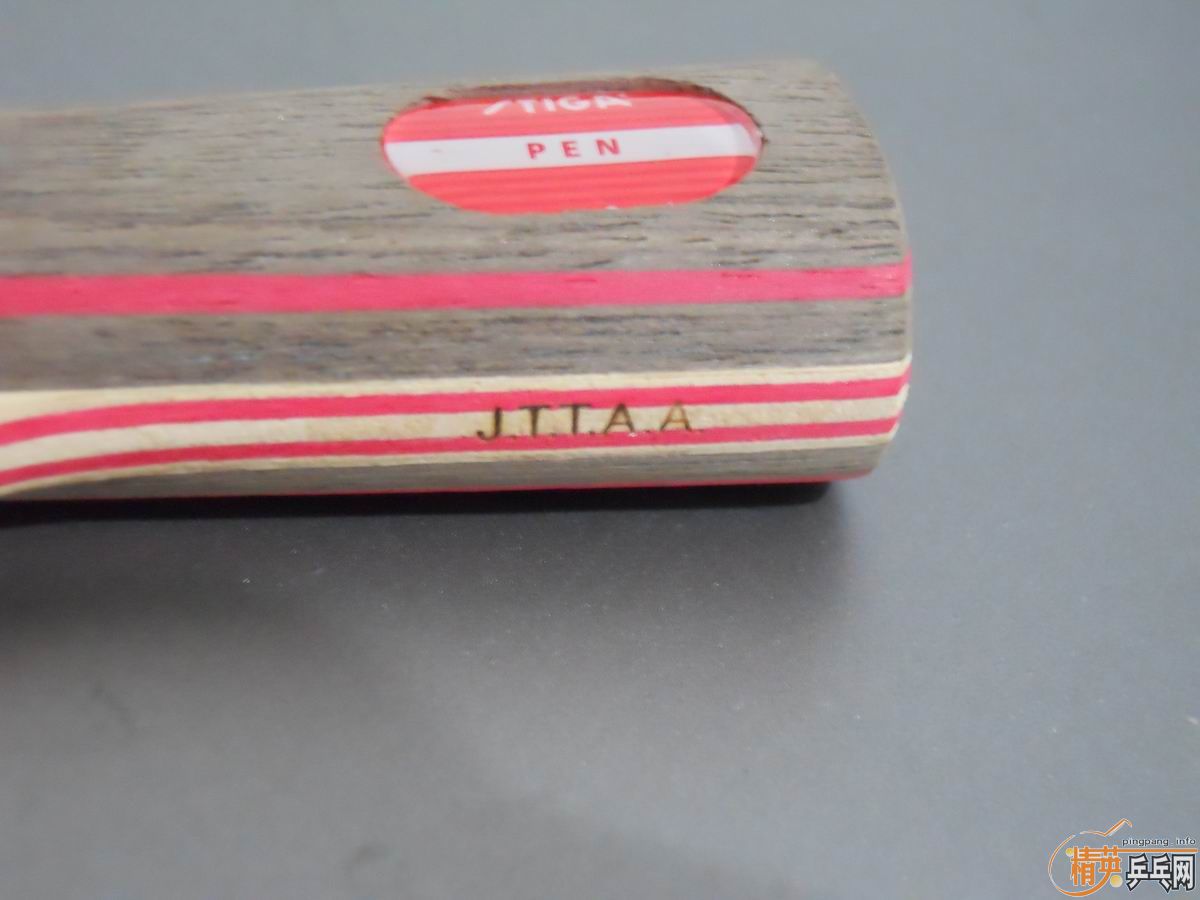 STIGA
PEN
J.T.T.A.A.
pingpang.info
精英乒乓网